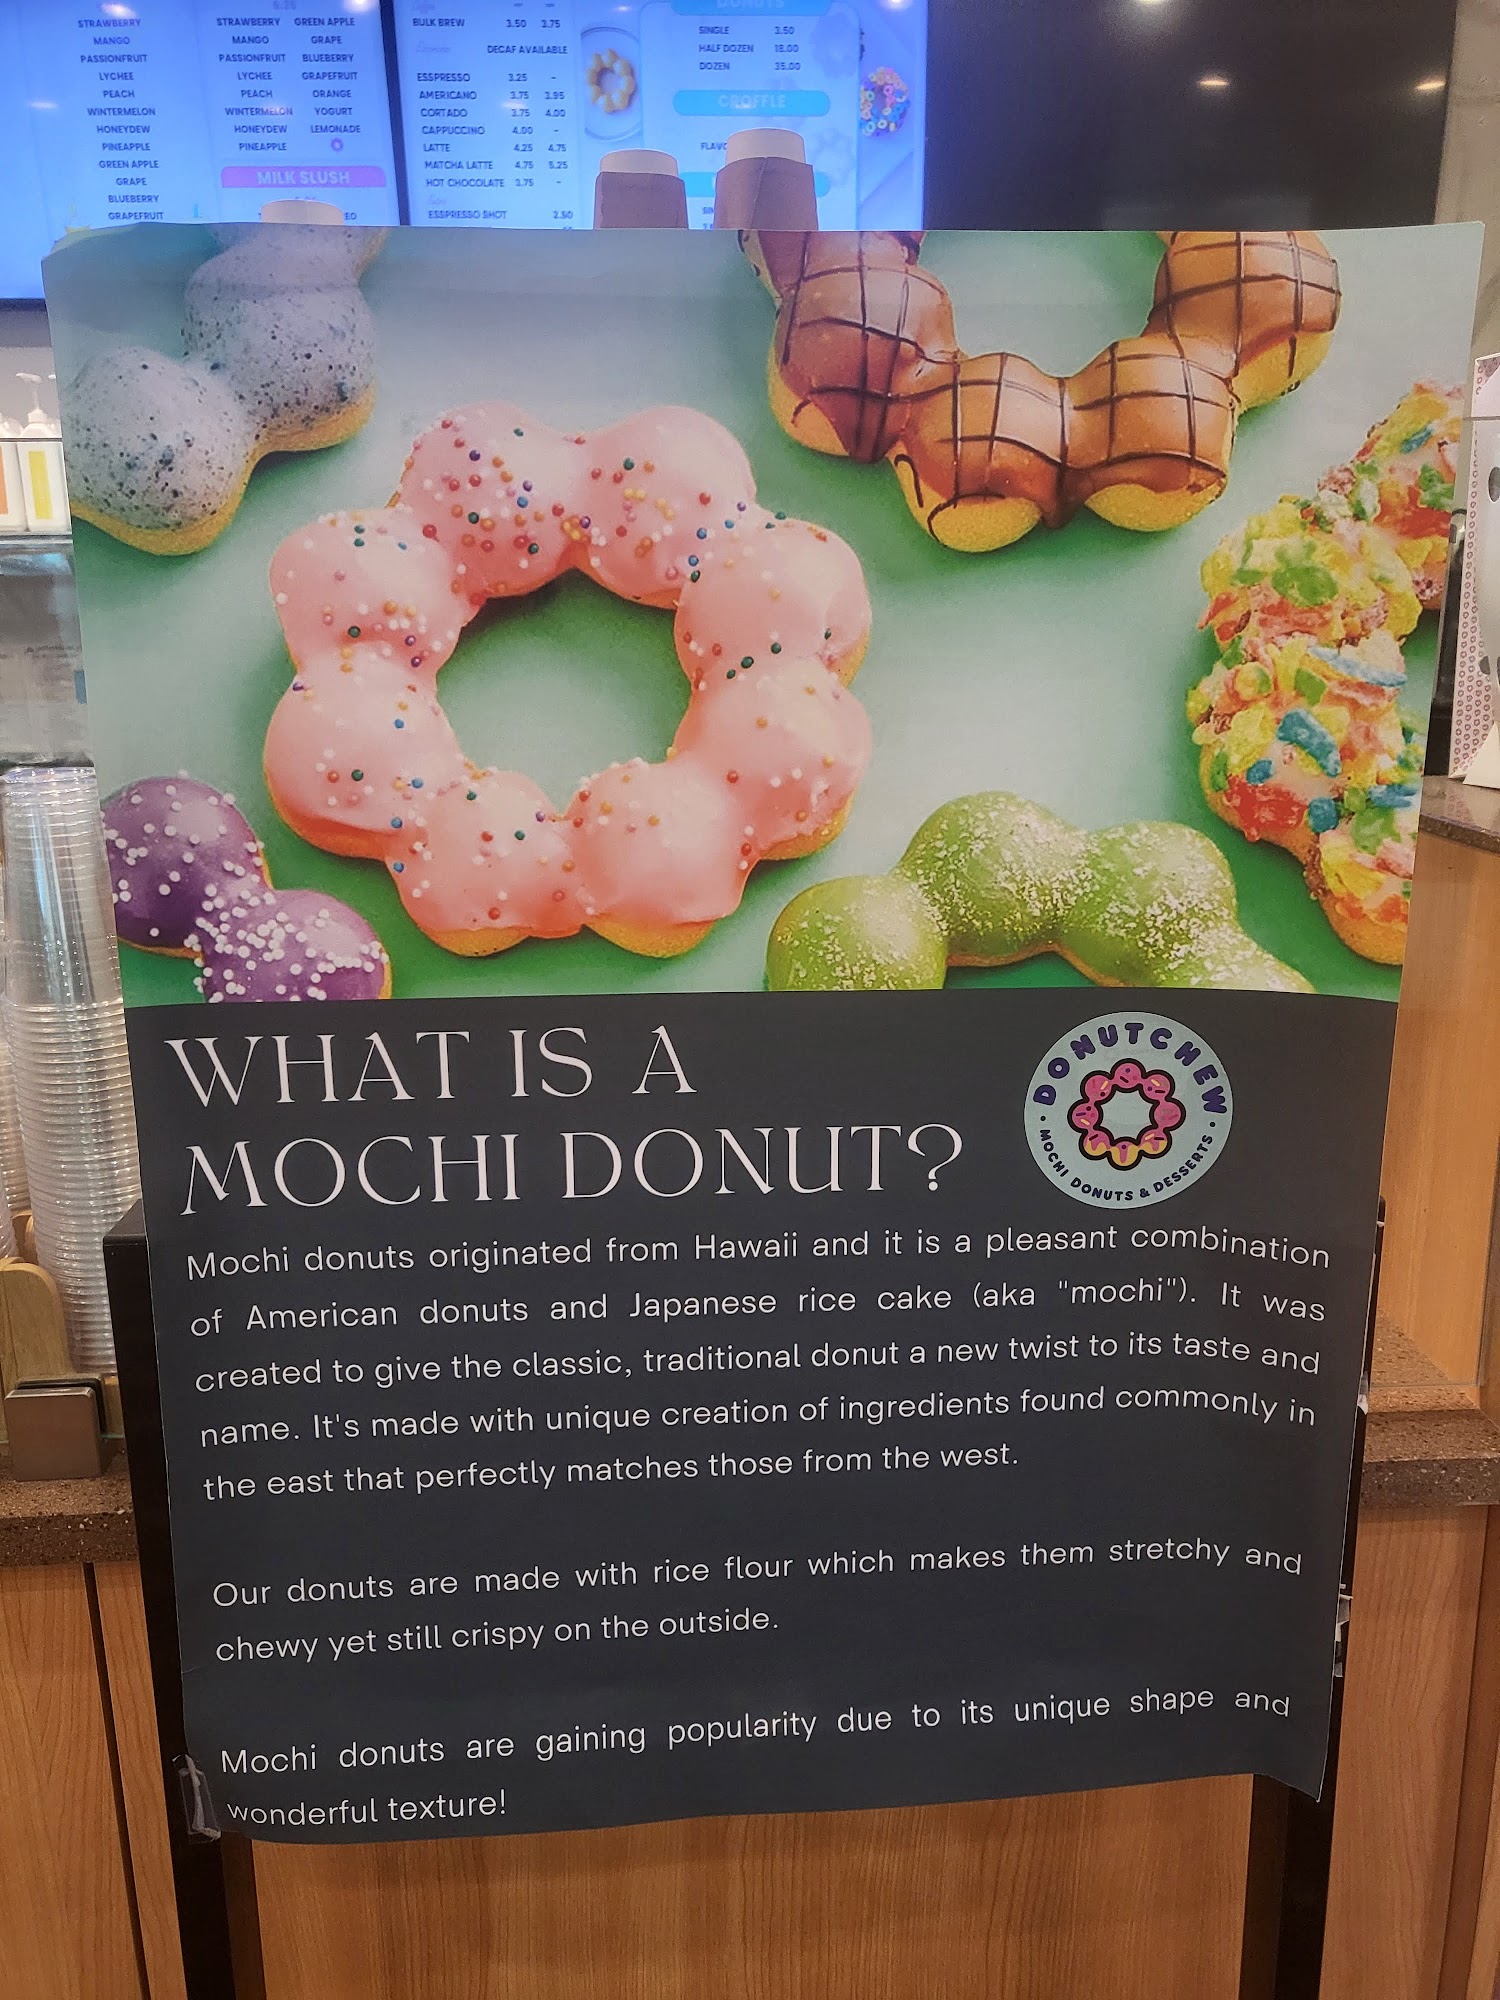 STRAWBERRY
MANGO
PASSIONFRUIT
LYCHEE
PEACH
WINTERMELON
HONEYDEW
PINEAPPLE
GREEN APPLE
GRAPE
BLUEBERRY
GRAPEFRUIT
STRAWBERRY GREEN APPLE
MANGO GRAPE
PASSIONFRUIT BLUEBERRY
LYCHEE GRAPEFRUIT
PEACH ORANGE
WINTERMELON YOGURT
HONEYDEW LEMONADE
PINEAPPLE
MILK SLUSH
BULK BREW 3.50 3.75
DECAF AVAILABLE
ESSPRESSO 3.25 -
AMERICANO 3.75 3.95
CORTADO 3.75 4.00
CAPPUCCINO 4.00 -
LATTE 4.25 4.75
MATCHA LATTE 4.75 5.25
HOT CHOCOLATE 3.75 -
ESSPRESSO SHOT 2.50
DONUTS
SINGLE 3.50
HALF DOZEN 18.00
DOZEN 35.00
CROFFLE
WHAT IS A
MOCHI DONUT?
DONUTCHEW
• MOCHI DONUTS & DESSERTS •
Mochi donuts originated from Hawaii and it is a pleasant combination
of American donuts and Japanese rice cake (aka "mochi"). It was
created to give the classic, traditional donut a new twist to its taste and
name. It's made with unique creation of ingredients found commonly in
the east that perfectly matches those from the west.
Our donuts are made with rice flour which makes them stretchy and
chewy yet still crispy on the outside.
Mochi donuts are gaining popularity due to its unique shape and
wonderful texture!